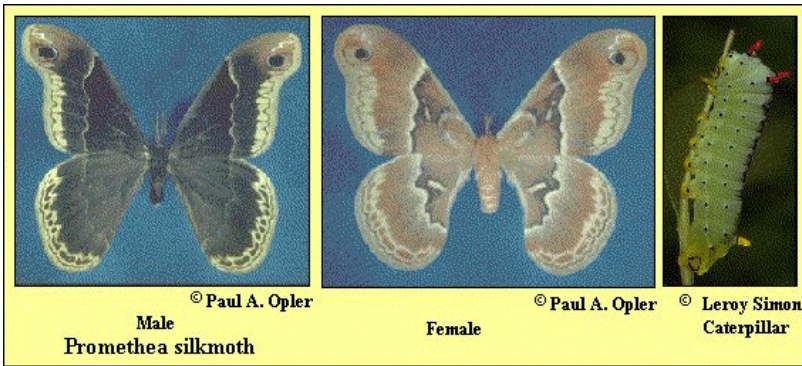 © Paul A. Opler
© Paul A. Opler
© Leroy Simon
Male
Female
Caterpillar
Promethea silkmoth